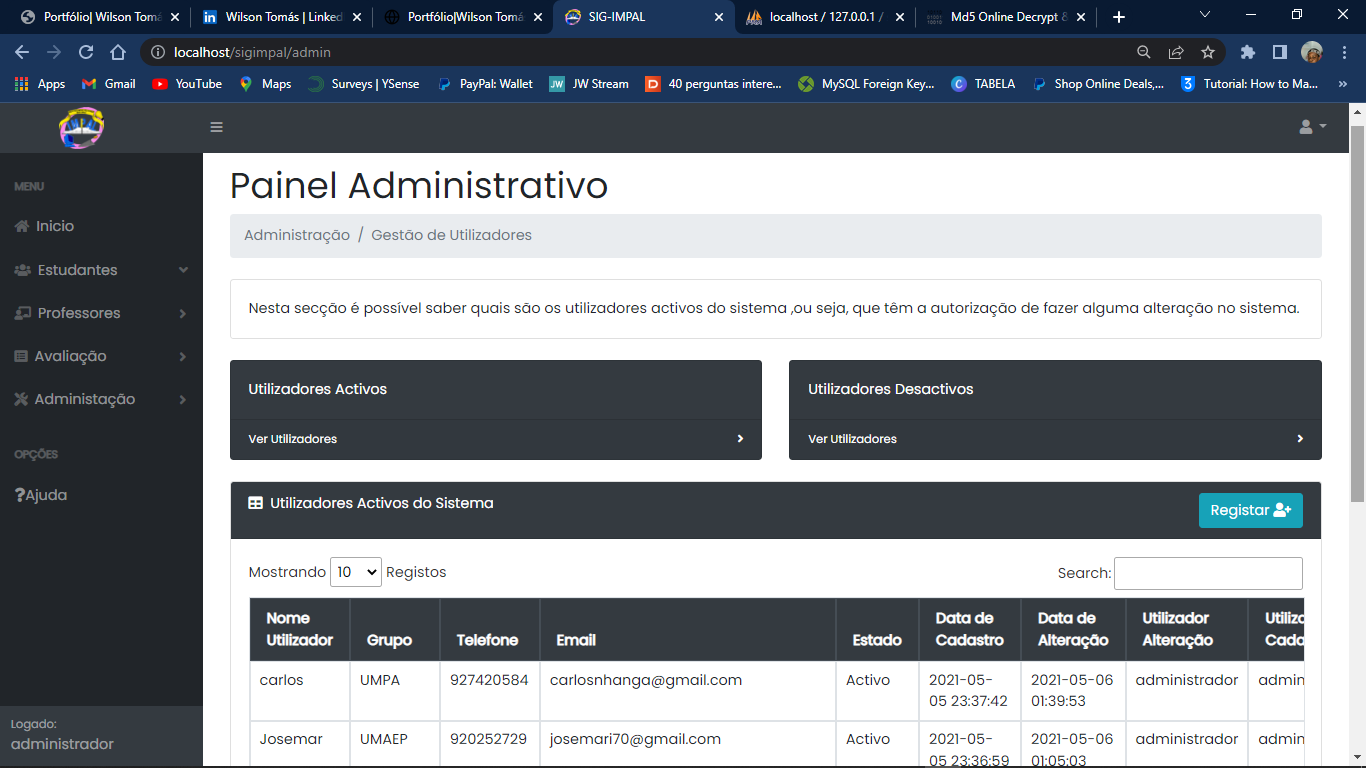 Portfólio| Wilson Tomá
Wilson Tomás | Linked
Portfólio|Wilson Tomá
SIG-IMPAL
localhost / 127.0.0.1 /
Md5 Online Decrypt &
localhost/sigimpal/admin
Apps
Gmail
YouTube
Maps
Surveys | YSense
PayPal: Wallet
JW Stream
40 perguntas intere...
MySQL Foreign Key...
TABELA
Shop Online Deals,...
Tutorial: How to Ma...
»
MENU
Inicio
Estudantes
Professores
Avaliação
Administação
OPÇÕES
?Ajuda
Logado:
administrador
Painel Administrativo
Administração / Gestão de Utilizadores
Nesta secção é possível saber quais são os utilizadores activos do sistema ,ou seja, que têm a autorização de fazer alguma alteração no sistema.
Utilizadores Activos
Ver Utilizadores
Utilizadores Desactivos
Ver Utilizadores
Utilizadores Activos do Sistema
Registar
Mostrando 10 Registos
Search:
Nome Utilizador Grupo Telefone Email Estado Data de Cadastro Data de Alteração Utilizador Alteração
carlos UMPA 927420584 carlosnhanga@gmail.com Activo 2021-05-05 23:37:42 2021-05-06 01:39:53 administrador admin
Josemar UMAEP 920252729 josemari70@gmail.com Activo 2021-05-05 23:36:59 2021-05-06 01:05:03 administrador admin